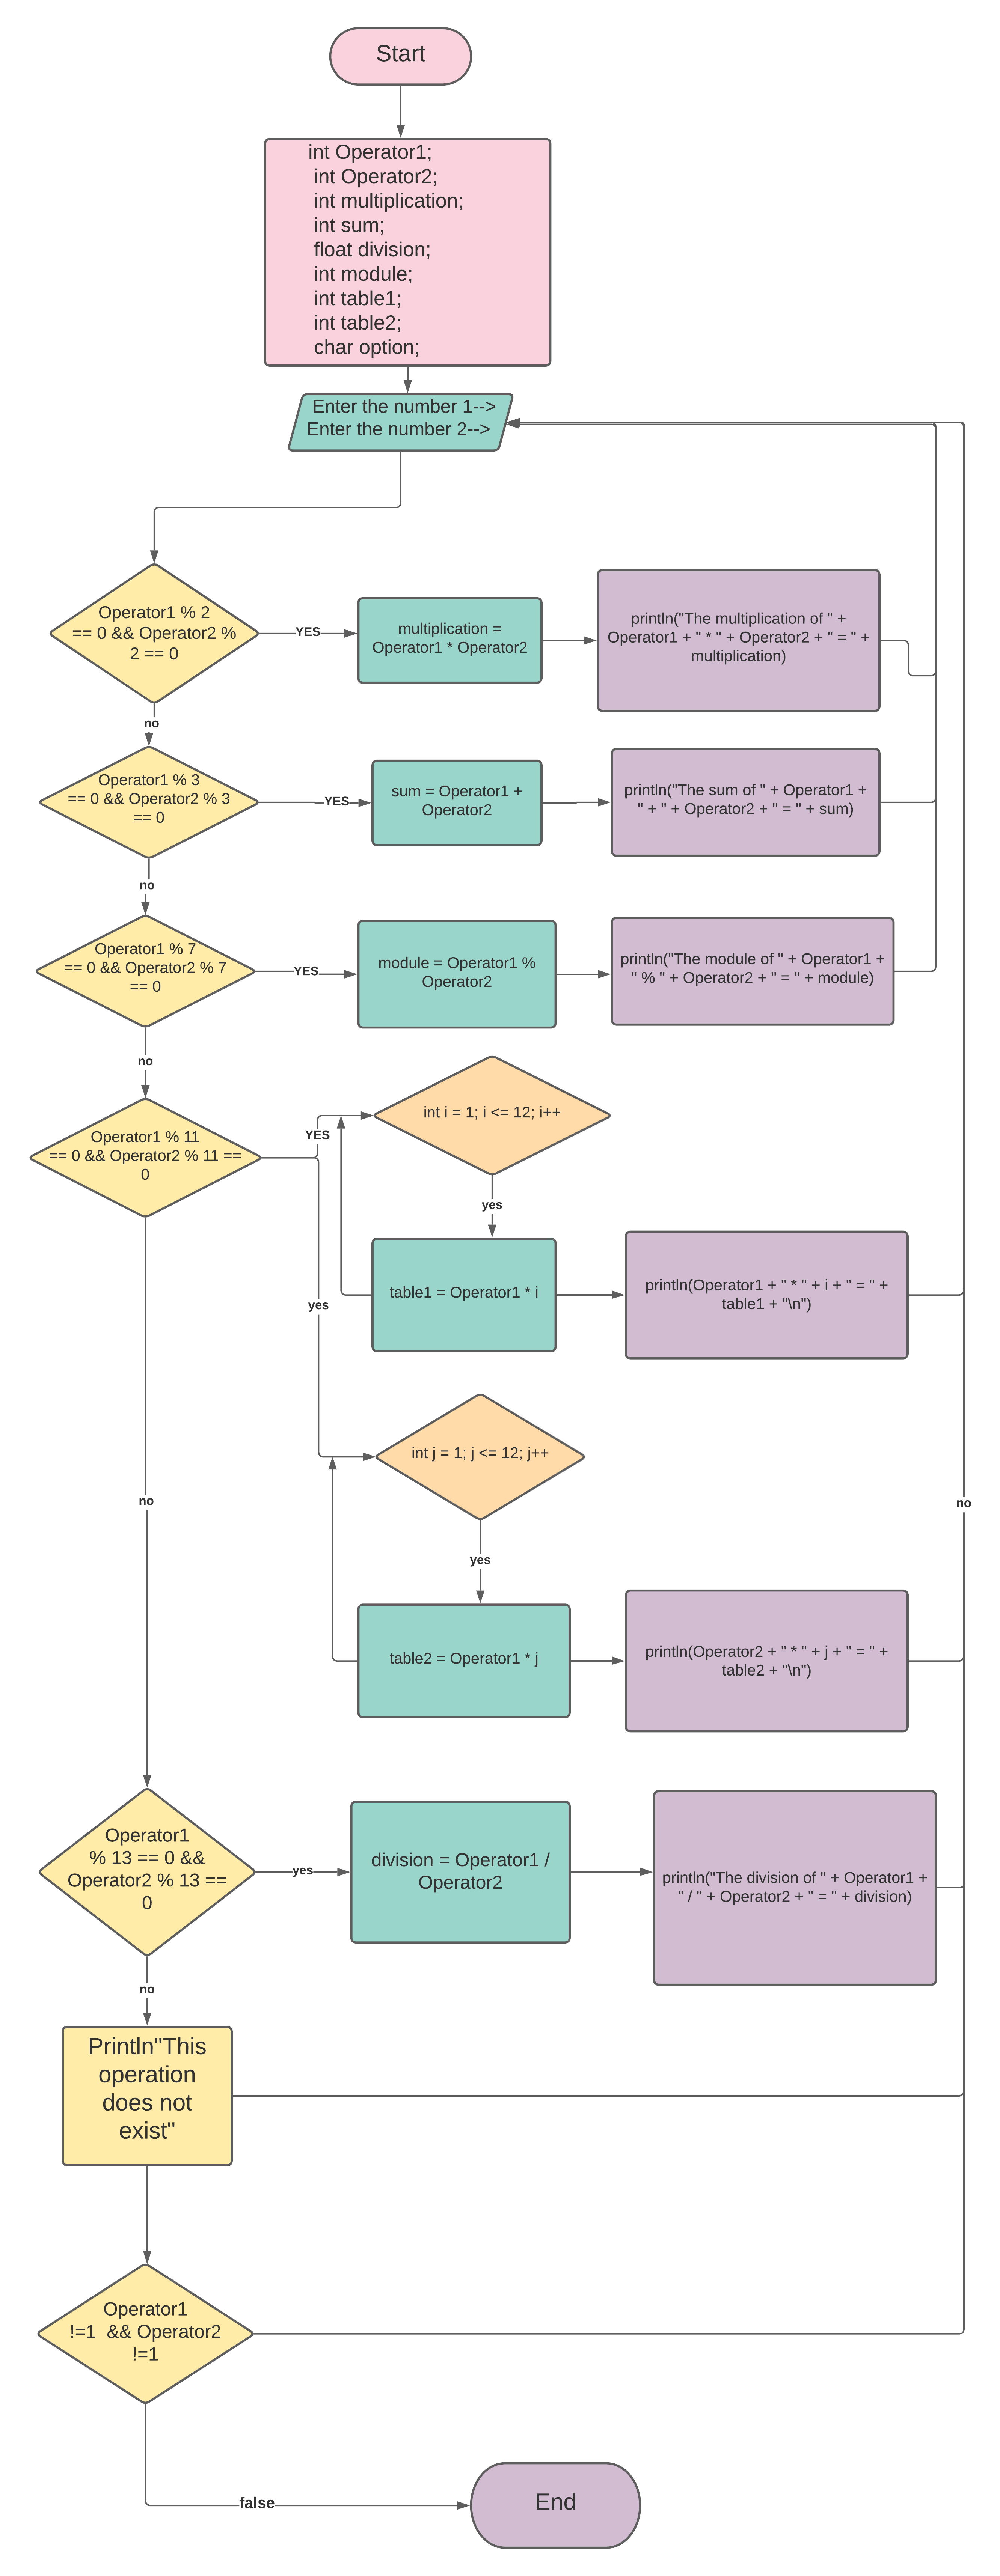 Start
int Operator1;
int Operator2;
int multiplication;
int sum;
float division;
int module;
int table1;
int table2;
char option;
Enter the number 1-->
Enter the number 2-->
Operator1 % 2
== 0 && Operator2 %
2 == 0
YES
multiplication =
Operator1 * Operator2
println("The multiplication of " +
Operator1 + " * " + Operator2 + " = " +
multiplication)
no
Operator1 % 3
== 0 && Operator2 % 3
== 0
YES
sum = Operator1 +
Operator2
println("The sum of " + Operator1 +
" + " + Operator2 + " = " + sum)
no
Operator1 % 7
== 0 && Operator2 % 7
== 0
YES
module = Operator1 %
Operator2
println("The module of " + Operator1 +
" % " + Operator2 + " = " + module)
no
Operator1 % 11
== 0 && Operator2 % 11 ==
0
YES
int i = 1; i <= 12; i++
yes
table1 = Operator1 * i
println(Operator1 + " * " + i + " = " +
table1 + "\n")
yes
int j = 1; j <= 12; j++
no
no
yes
table2 = Operator1 * j
println(Operator2 + " * " + j + " = " +
table2 + "\n")
Operator1
% 13 == 0 &&
Operator2 % 13 ==
0
yes
division = Operator1 /
Operator2
println("The division of " + Operator1 +
" / " + Operator2 + " = " + division)
no
Println"This
operation
does not
exist"
Operator1
!=1  && Operator2
!=1
false
End